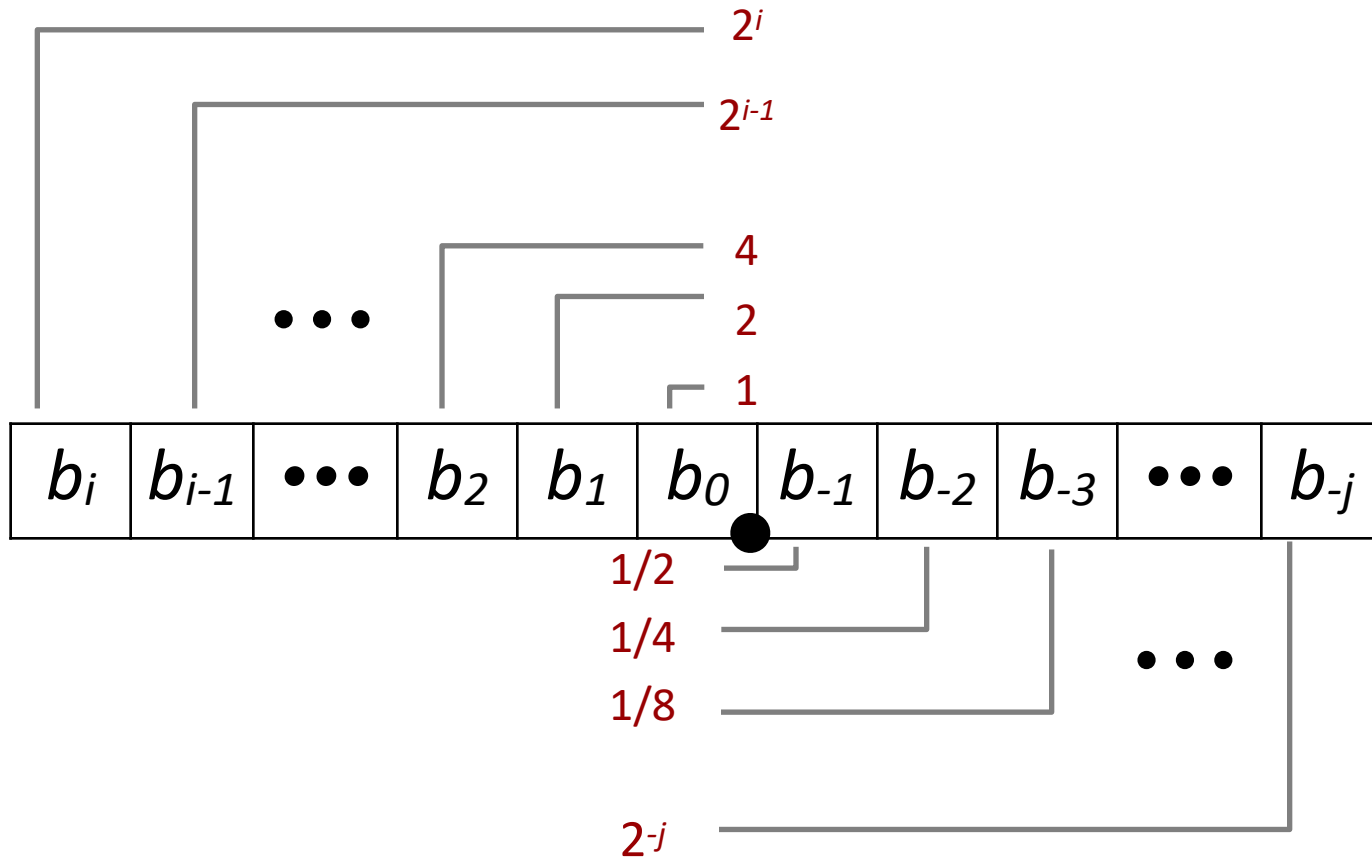 2^i
2^{i-1}
4
2
1
b_i b_{i-1} ••• b_2 b_1 b_0 . b_{-1} b_{-2} b_{-3} ••• b_{-j}
1/2
1/4
1/8
2^{-j}